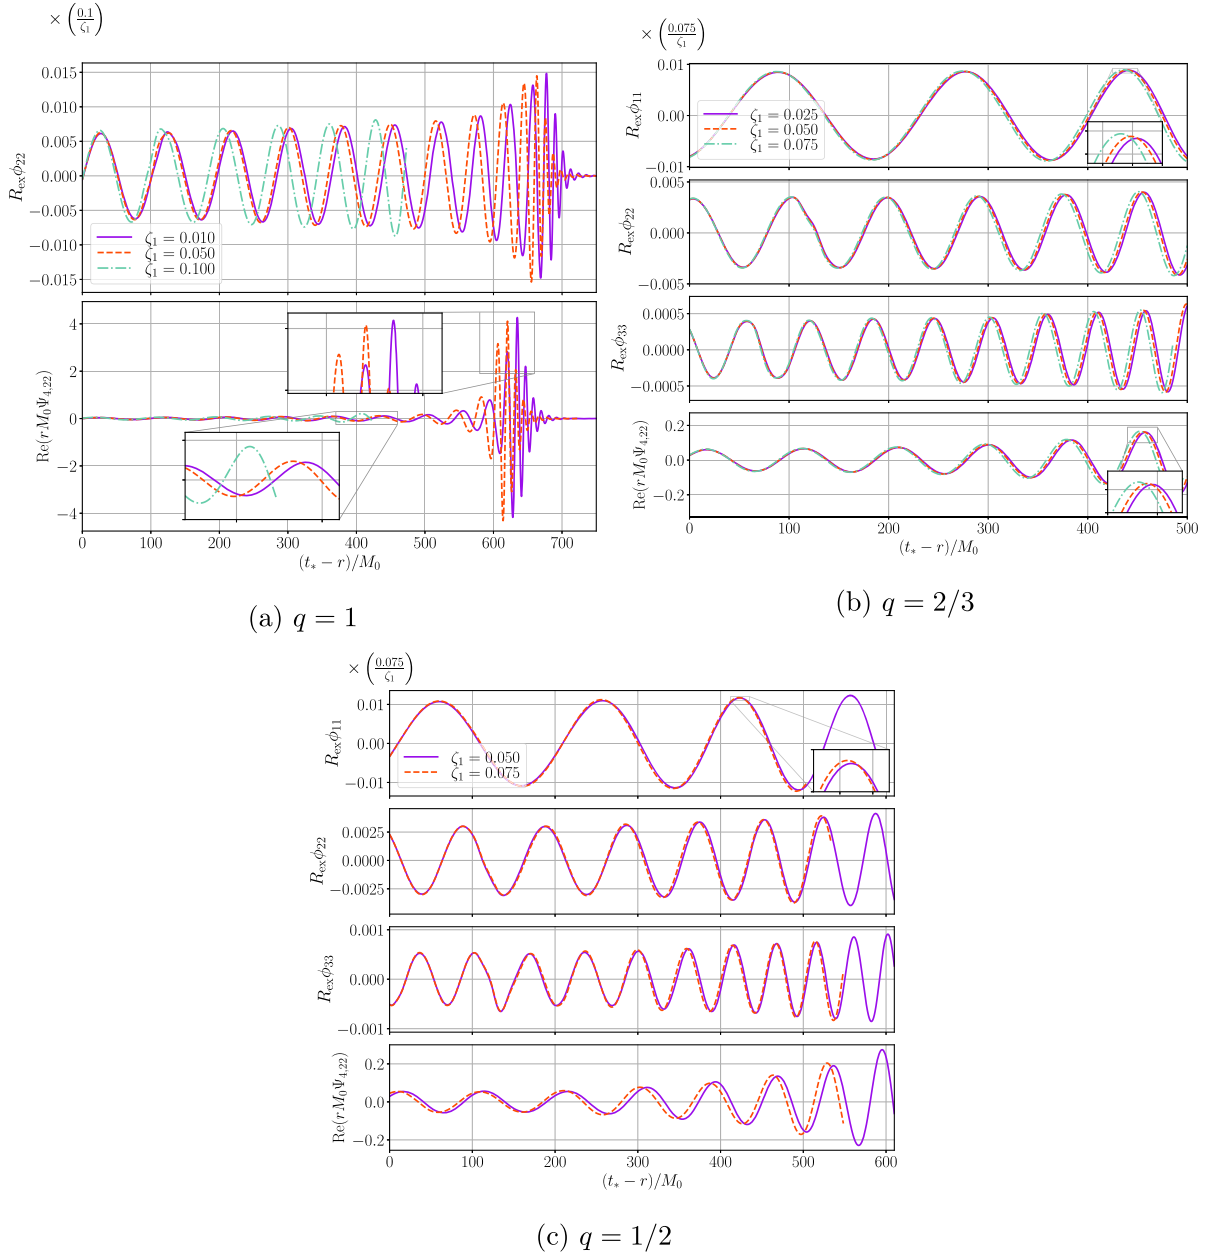 × (0.1/ζ₁)
R_ex ϕ₂₂
0.015
0.010
0.005
0.000
−0.005
−0.010
−0.015
ζ₁ = 0.010
ζ₁ = 0.050
ζ₁ = 0.100
Re(rM₀Ψ₄,₂₂)
4
2
0
−2
−4
0 100 200 300 400 500 600 700
(t_* − r)/M₀
(a) q = 1
× (0.075/ζ₁)
R_ex ϕ₁₁
0.01
0.00
−0.01
ζ₁ = 0.025
ζ₁ = 0.050
ζ₁ = 0.075
R_ex ϕ₂₂
0.005
0.000
−0.005
R_ex ϕ₃₃
0.0005
0.0000
−0.0005
Re(rM₀Ψ₄,₂₂)
0.2
0.0
−0.2
0 100 200 300 400 500
(t_* − r)/M₀
(b) q = 2/3
× (0.075/ζ₁)
R_ex ϕ₁₁
0.01
0.00
−0.01
ζ₁ = 0.050
ζ₁ = 0.075
R_ex ϕ₂₂
0.0025
0.0000
−0.0025
R_ex ϕ₃₃
0.001
0.000
−0.001
Re(rM₀Ψ₄,₂₂)
0.2
0.0
−0.2
0 100 200 300 400 500 600
(t_* − r)/M₀
(c) q = 1/2